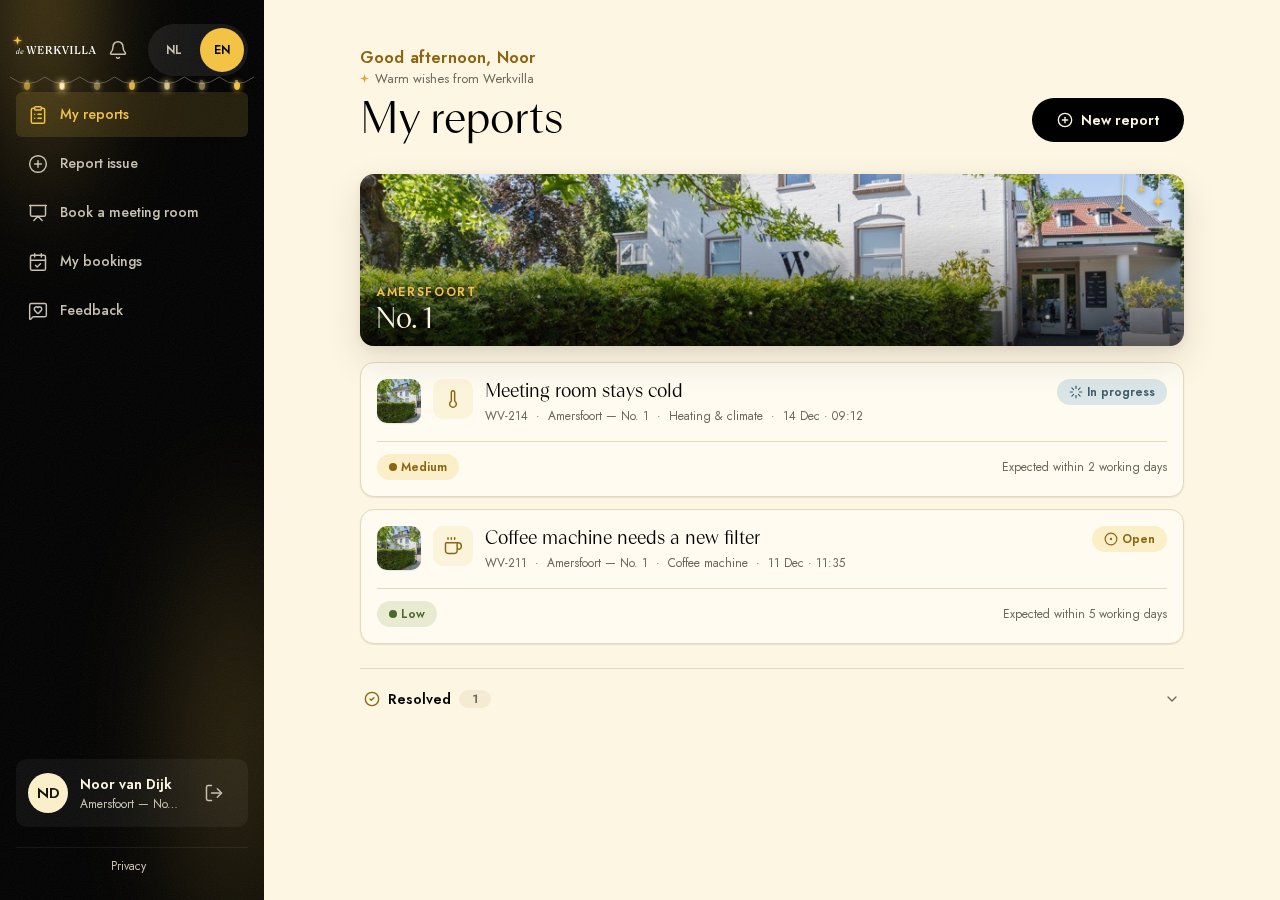 de WERKVILLA
NL
EN
My reports
Report issue
Book a meeting room
My bookings
Feedback
Noor van Dijk
Amersfoort — No...
ND
Privacy
Good afternoon, Noor
Warm wishes from Werkvilla
My reports
New report
W
AMERSFOORT
No. 1
Meeting room stays cold
In progress
WV-214 · Amersfoort — No. 1 · Heating & climate · 14 Dec · 09:12
Medium
Expected within 2 working days
Coffee machine needs a new filter
Open
WV-211 · Amersfoort — No. 1 · Coffee machine · 11 Dec · 11:35
Low
Expected within 5 working days
Resolved 1